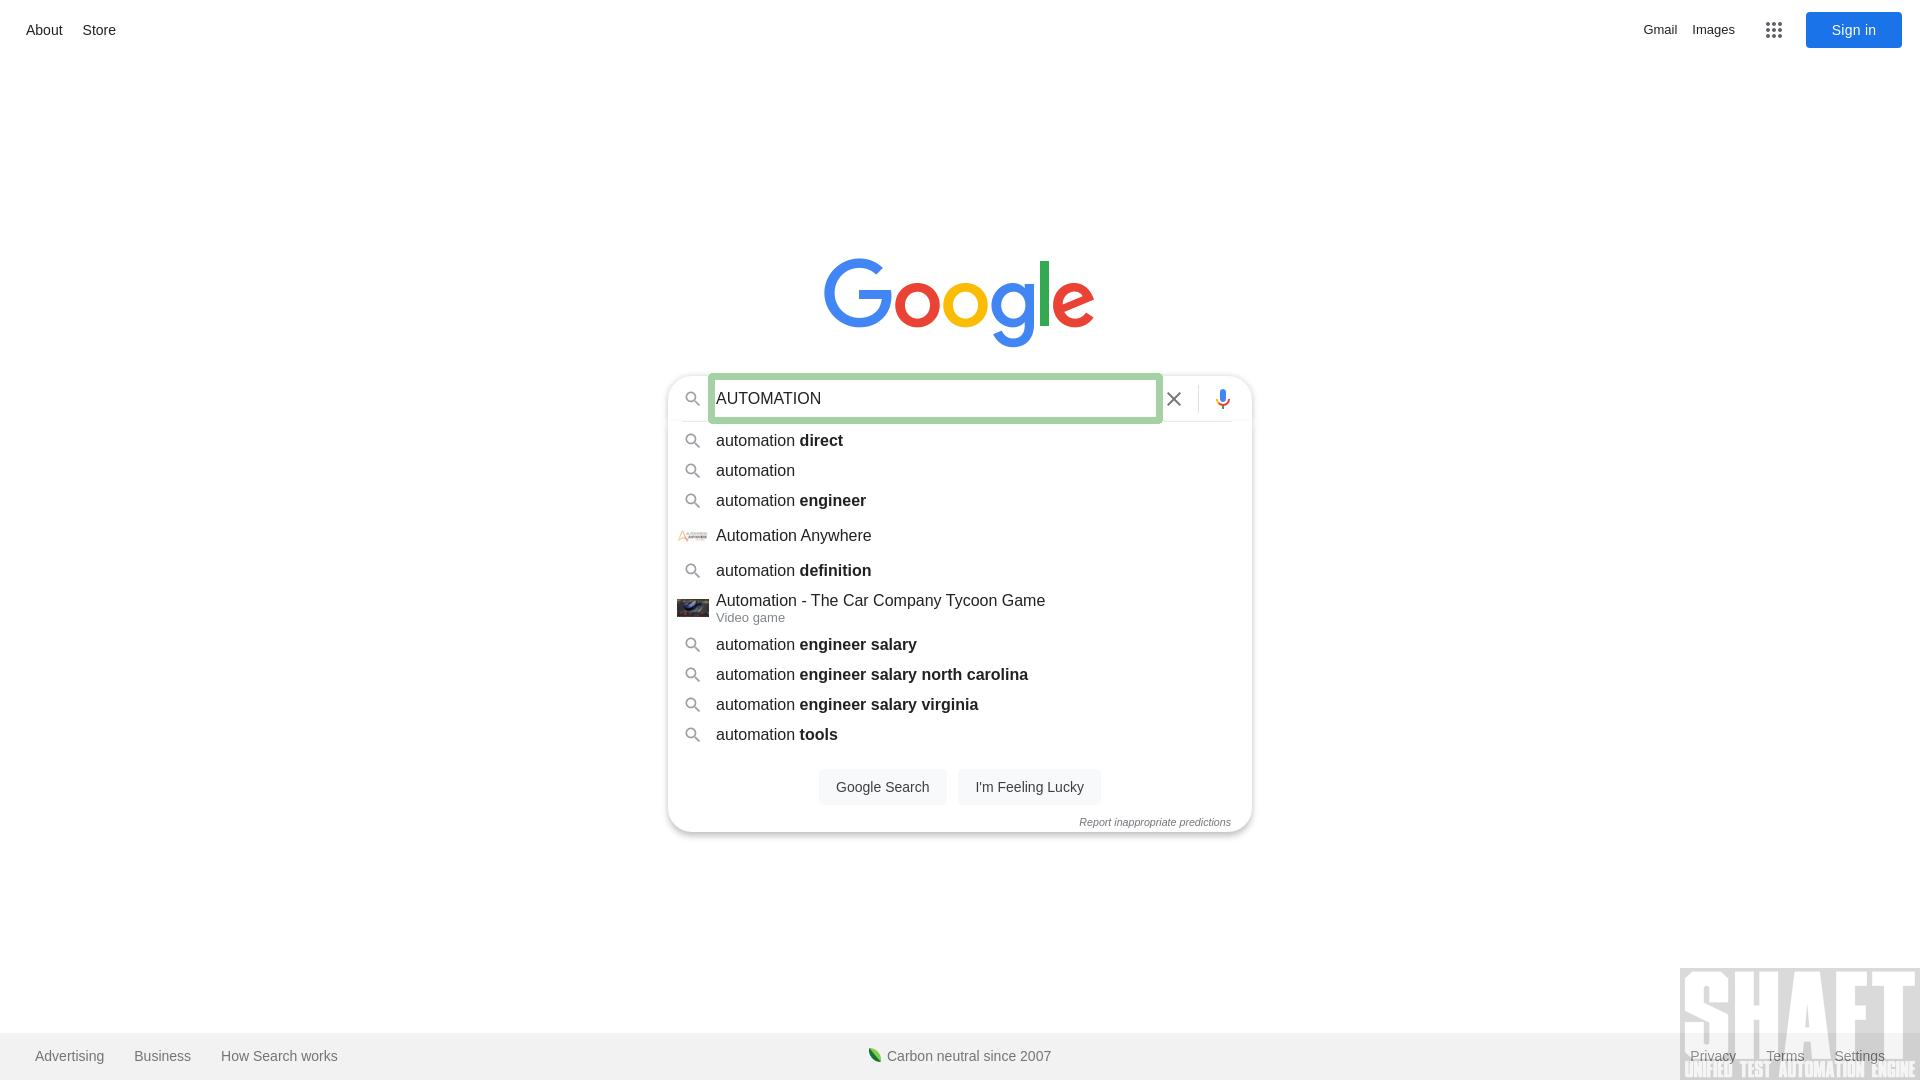 About Store
Gmail Images Sign in
Google
AUTOMATION
automation direct
automation
automation engineer
Automation Anywhere
automation definition
Automation - The Car Company Tycoon Game
Video game
automation engineer salary
automation engineer salary north carolina
automation engineer salary virginia
automation tools
Google Search I'm Feeling Lucky
Report inappropriate predictions
SHAFT
Advertising Business How Search works Carbon neutral since 2007 Privacy Terms Settings
UNIFIED TEST AUTOMATION ENGINE